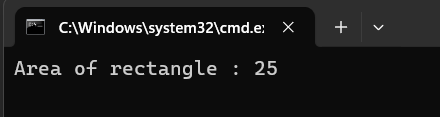 C:\Windows\system32\cmd.e
Area of rectangle : 25